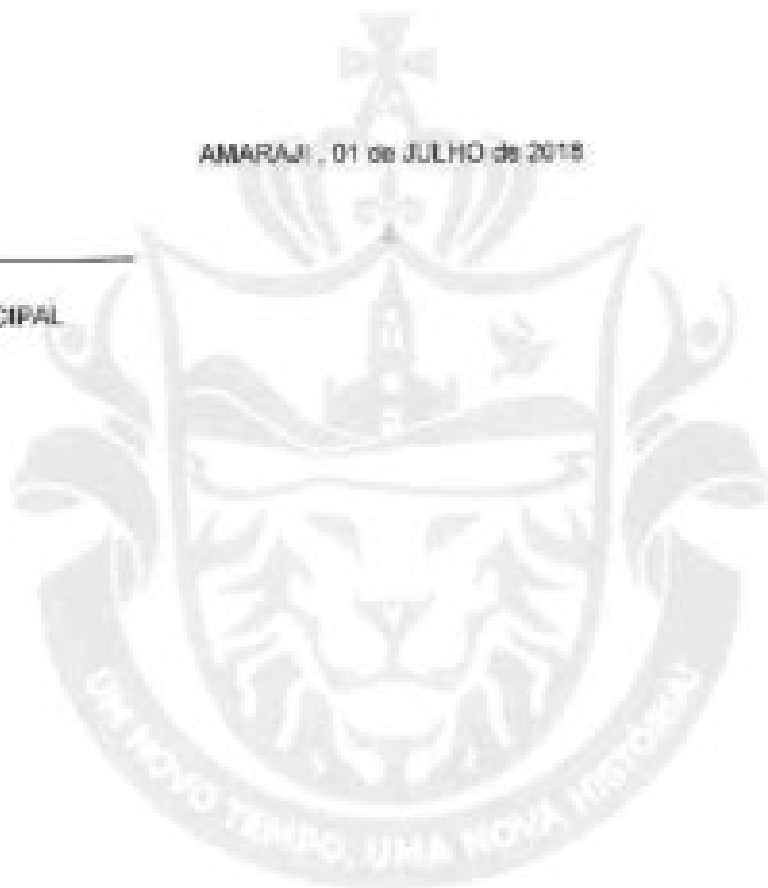 AMARAJI , 01 de JULHO de 2018
CIPAL
UM NOVO TEMPO, UMA NOVA HISTÓRIA!